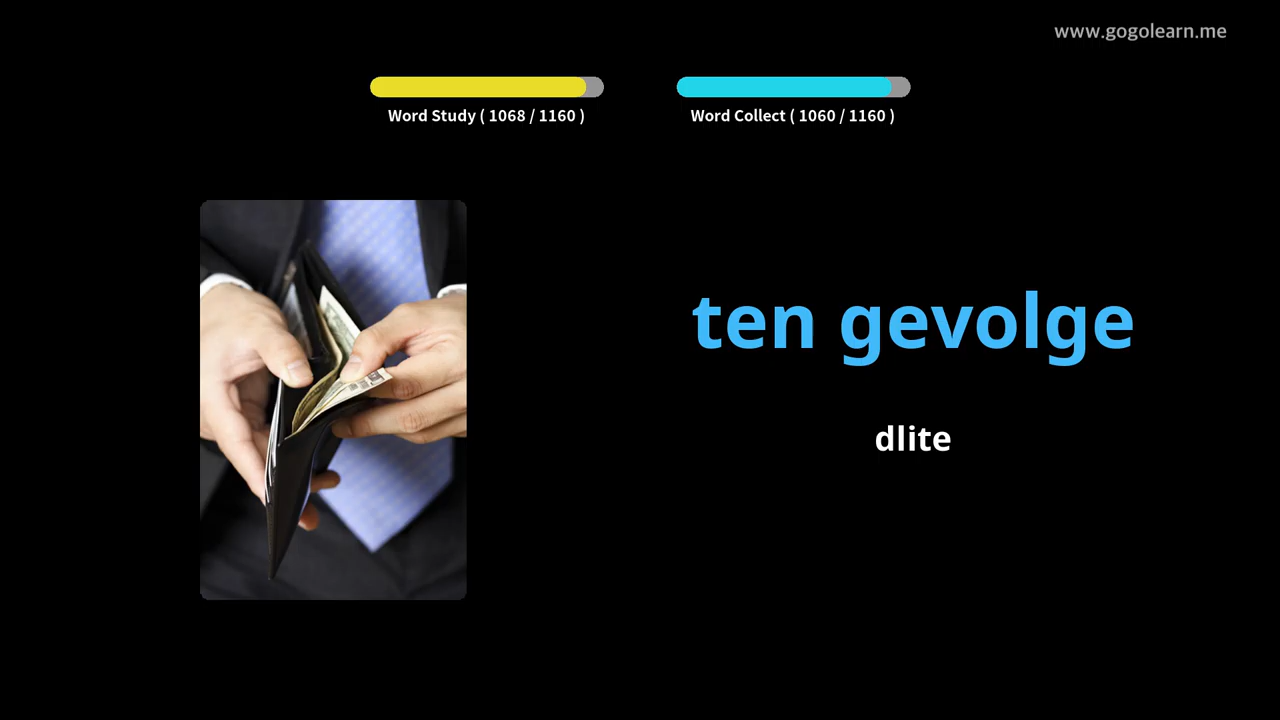 www.gogolearn.me
Word Study ( 1068 / 1160 )
Word Collect ( 1060 / 1160 )
ten gevolge
dlite